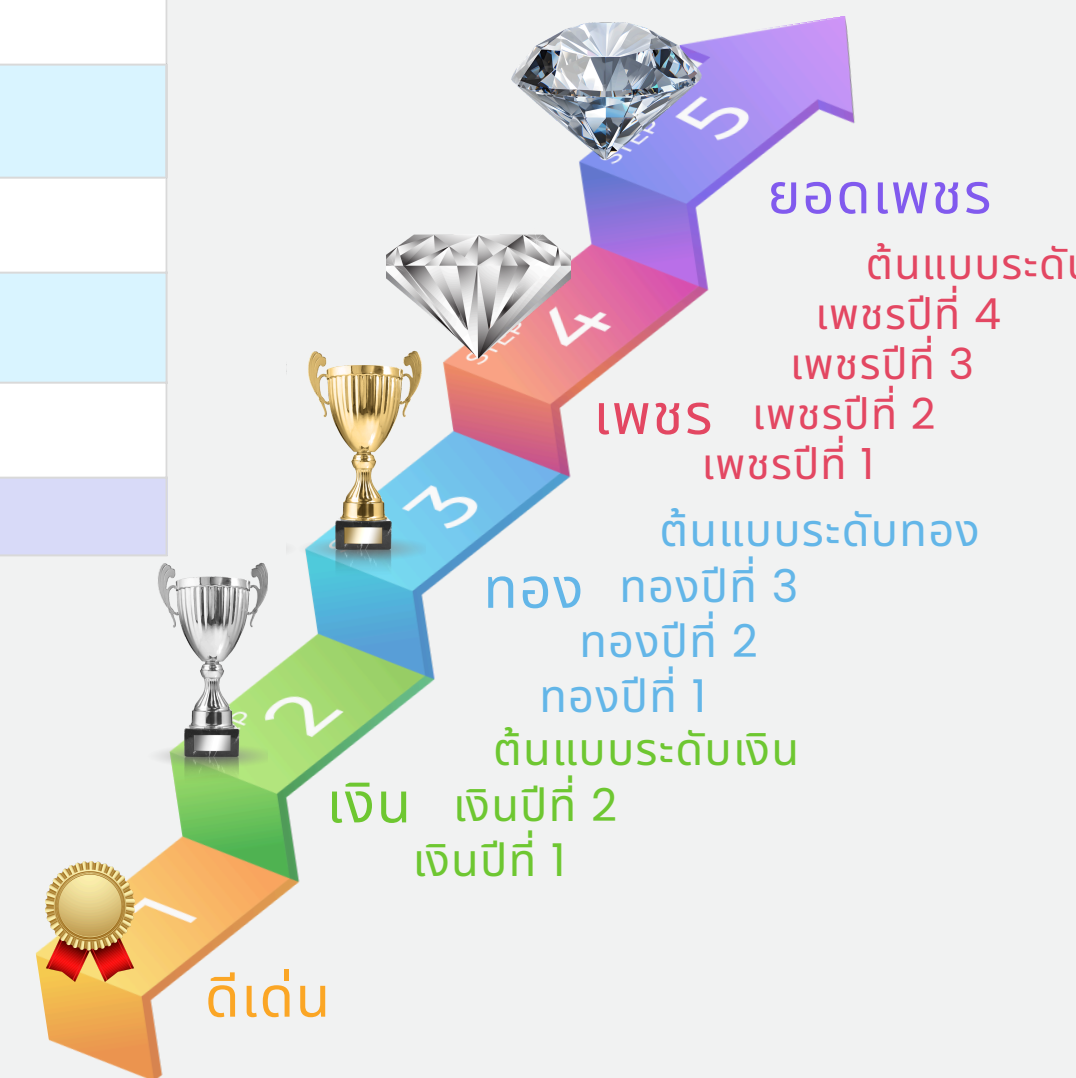 5
STEP
ยอดเพชร
ต้นแบบระดับ
เพชรปีที่ 4
4
เพชรปีที่ 3
เพชร เพชรปีที่ 2
เพชรปีที่ 1
3
ต้นแบบระดับทอง
ทอง ทองปีที่ 3
ทองปีที่ 2
ทองปีที่ 1
2
ต้นแบบระดับเงิน
เงิน เงินปีที่ 2
เงินปีที่ 1
1
ดีเด่น